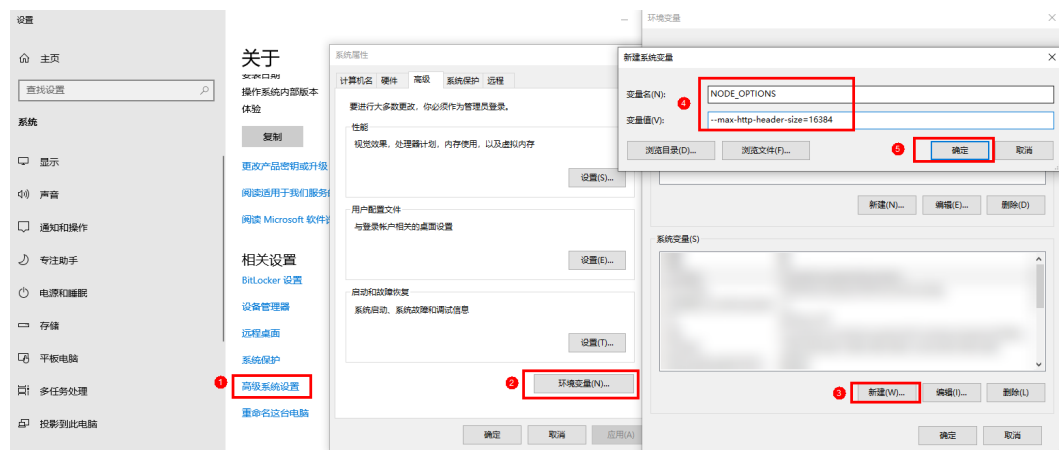 设置
主页
查找设置
系统
显示
声音
通知和操作
专注助手
电源和睡眠
存储
平板电脑
多任务处理
投影到此电脑
关于
安装日期
操作系统内部版本
体验
复制
更改产品密钥或升级
阅读适用于我们服务的
阅读 Microsoft 软件许
相关设置
BitLocker 设置
设备管理器
远程桌面
系统保护
1 高级系统设置
重命名这台电脑
系统属性
计算机名 硬件 高级 系统保护 远程
要进行大多数更改，你必须作为管理员登录。
性能
视觉效果，处理器计划，内存使用，以及虚拟内存
设置(S)...
用户配置文件
与登录帐户相关的桌面设置
设置(E)...
启动和故障恢复
系统启动、系统故障和调试信息
设置(T)...
2 环境变量(N)...
确定 取消 应用(A)
环境变量
新建系统变量
变量名(N): 4 NODE_OPTIONS
变量值(V): --max-http-header-size=16384
浏览目录(D)... 浏览文件(F)... 5 确定 取消
新建(N)... 编辑(E)... 删除(D)
系统变量(S)
3 新建(W)... 编辑(I)... 删除(L)
确定 取消